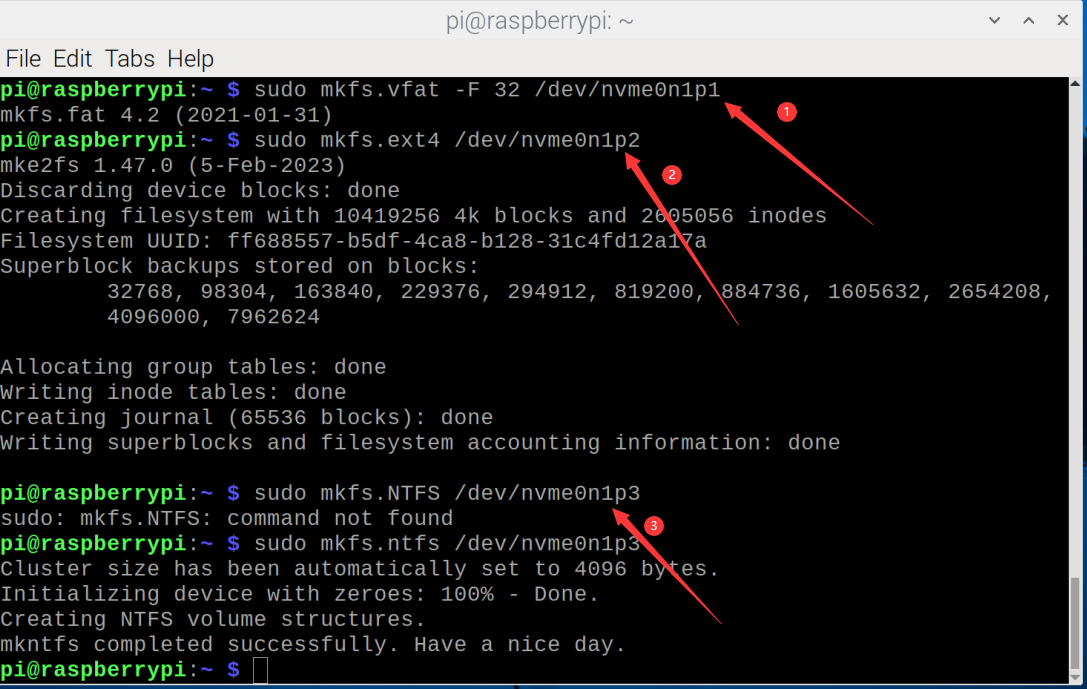 pi@raspberrypi: ~
File Edit Tabs Help
pi@raspberrypi:~ $ sudo mkfs.vfat -F 32 /dev/nvme0n1p1
1
mkfs.fat 4.2 (2021-01-31)
pi@raspberrypi:~ $ sudo mkfs.ext4 /dev/nvme0n1p2
mke2fs 1.47.0 (5-Feb-2023)
2
Discarding device blocks: done
Creating filesystem with 10419256 4k blocks and 2605056 inodes
Filesystem UUID: ff688557-b5df-4ca8-b128-31c4fd12a17a
Superblock backups stored on blocks:
        32768, 98304, 163840, 229376, 294912, 819200, 884736, 1605632, 2654208,
        4096000, 7962624
Allocating group tables: done
Writing inode tables: done
Creating journal (65536 blocks): done
Writing superblocks and filesystem accounting information: done
pi@raspberrypi:~ $ sudo mkfs.NTFS /dev/nvme0n1p3
sudo: mkfs.NTFS: command not found
3
pi@raspberrypi:~ $ sudo mkfs.ntfs /dev/nvme0n1p3
Cluster size has been automatically set to 4096 bytes.
Initializing device with zeroes: 100% - Done.
Creating NTFS volume structures.
mkntfs completed successfully. Have a nice day.
pi@raspberrypi:~ $